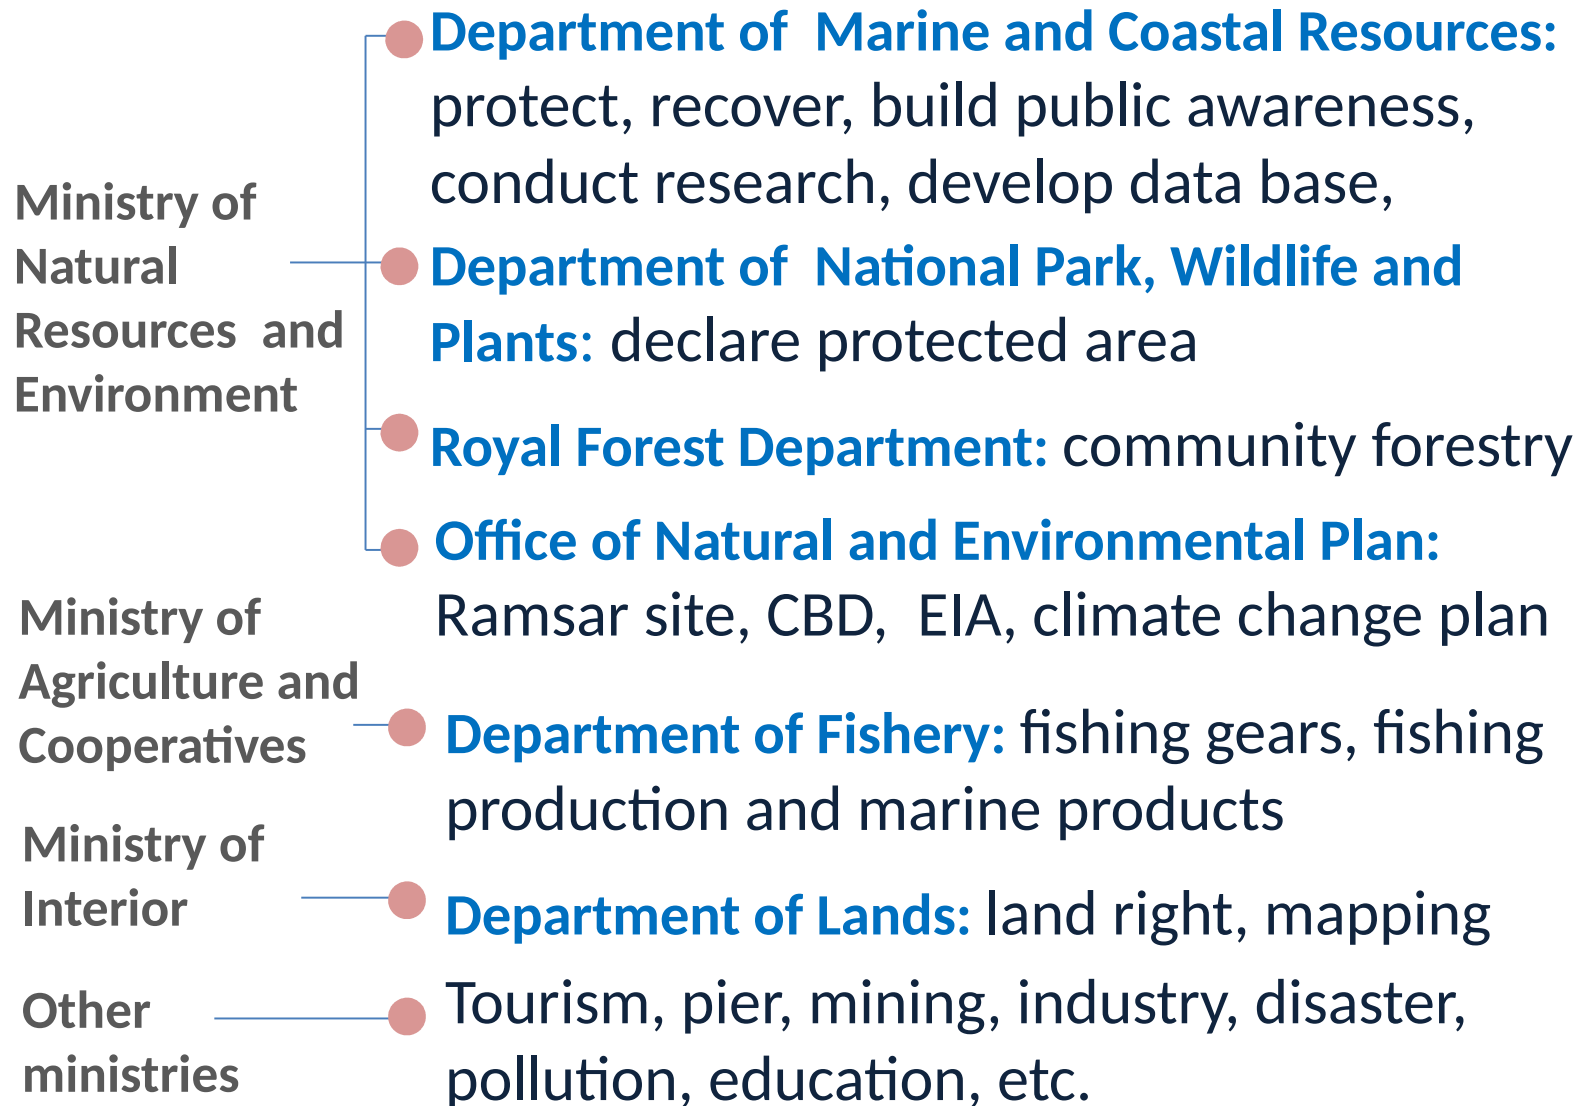 Department of  Marine and Coastal Resources:
protect, recover, build public awareness,
conduct research, develop data base,
Ministry of
Natural
Resources  and
Environment
Department of  National Park, Wildlife and
Plants: declare protected area
Royal Forest Department: community forestry
Office of Natural and Environmental Plan:
Ramsar site, CBD,  EIA, climate change plan
Ministry of
Agriculture and
Cooperatives
Department of Fishery: fishing gears, fishing
production and marine products
Ministry of
Interior
Department of Lands: land right, mapping
Other
ministries
Tourism, pier, mining, industry, disaster,
pollution, education, etc.